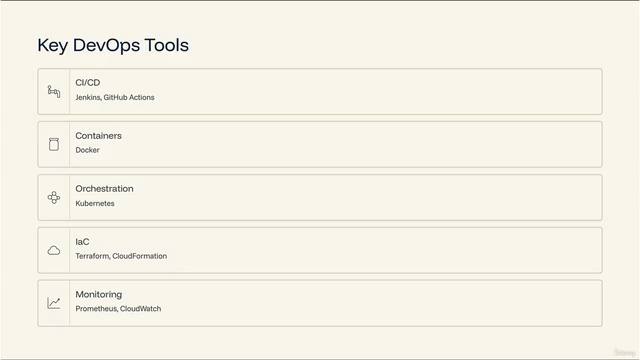 Key DevOps Tools
CI/CD
Jenkins, GitHub Actions
Containers
Docker
Orchestration
Kubernetes
IaC
Terraform, CloudFormation
Monitoring
Prometheus, CloudWatch